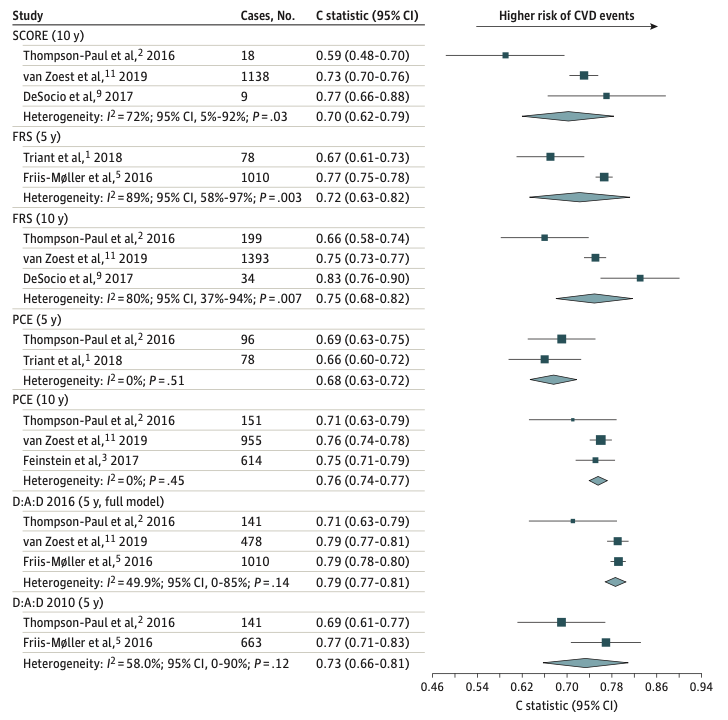 Study Cases, No. C statistic (95% CI) Higher risk of CVD events
SCORE (10 y)
Thompson-Paul et al,2 2016 18 0.59 (0.48-0.70)
van Zoest et al,11 2019 1138 0.73 (0.70-0.76)
DeSocio et al,9 2017 9 0.77 (0.66-0.88)
Heterogeneity: I2 = 72%; 95% CI, 5%-92%; P = .03 0.70 (0.62-0.79)
FRS (5 y)
Triant et al,1 2018 78 0.67 (0.61-0.73)
Friis-Møller et al,5 2016 1010 0.77 (0.75-0.78)
Heterogeneity: I2 = 89%; 95% CI, 58%-97%; P = .003 0.72 (0.63-0.82)
FRS (10 y)
Thompson-Paul et al,2 2016 199 0.66 (0.58-0.74)
van Zoest et al,11 2019 1393 0.75 (0.73-0.77)
DeSocio et al,9 2017 34 0.83 (0.76-0.90)
Heterogeneity: I2 = 80%; 95% CI, 37%-94%; P = .007 0.75 (0.68-0.82)
PCE (5 y)
Thompson-Paul et al,2 2016 96 0.69 (0.63-0.75)
Triant et al,1 2018 78 0.66 (0.60-0.72)
Heterogeneity: I2 = 0%; P = .51 0.68 (0.63-0.72)
PCE (10 y)
Thompson-Paul et al,2 2016 151 0.71 (0.63-0.79)
van Zoest et al,11 2019 955 0.76 (0.74-0.78)
Feinstein et al,3 2017 614 0.75 (0.71-0.79)
Heterogeneity: I2 = 0%; P = .45 0.76 (0.74-0.77)
D:A:D 2016 (5 y, full model)
Thompson-Paul et al,2 2016 141 0.71 (0.63-0.79)
van Zoest et al,11 2019 478 0.79 (0.77-0.81)
Friis-Møller et al,5 2016 1010 0.79 (0.78-0.80)
Heterogeneity: I2 = 49.9%; 95% CI, 0-85%; P = .14 0.79 (0.77-0.81)
D:A:D 2010 (5 y)
Thompson-Paul et al,2 2016 141 0.69 (0.61-0.77)
Friis-Møller et al,5 2016 663 0.77 (0.71-0.83)
Heterogeneity: I2 = 58.0%; 95% CI, 0-90%; P = .12 0.73 (0.66-0.81)
0.46 0.54 0.62 0.70 0.78 0.86 0.94
C statistic (95% CI)